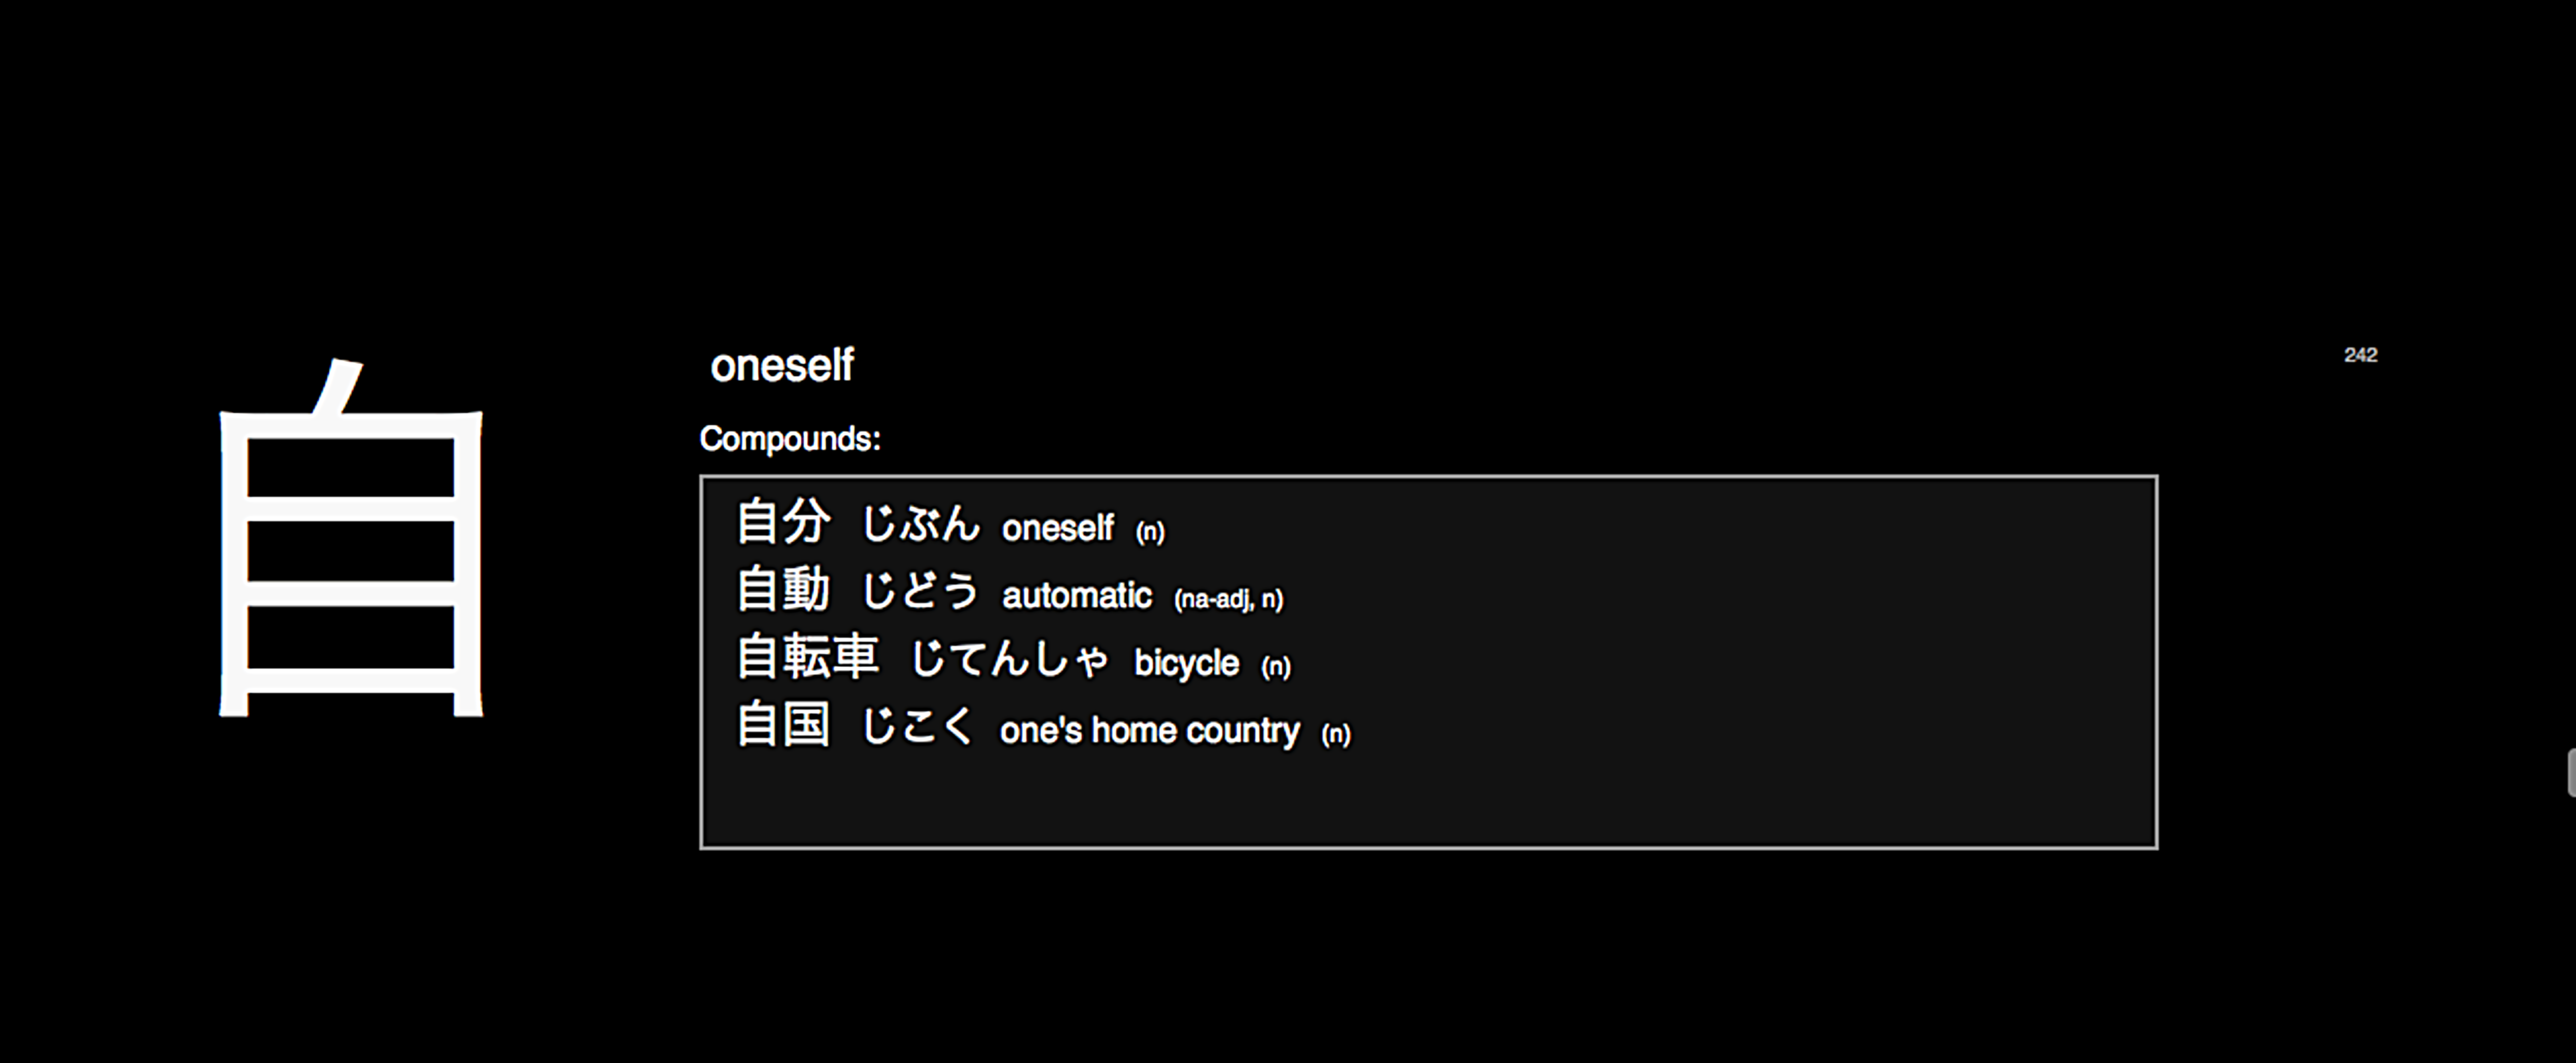 自
oneself
242
Compounds:
自分 じぶん oneself (n)
自動 じどう automatic (na-adj, n)
自転車 じてんしゃ bicycle (n)
自国 じこく one's home country (n)